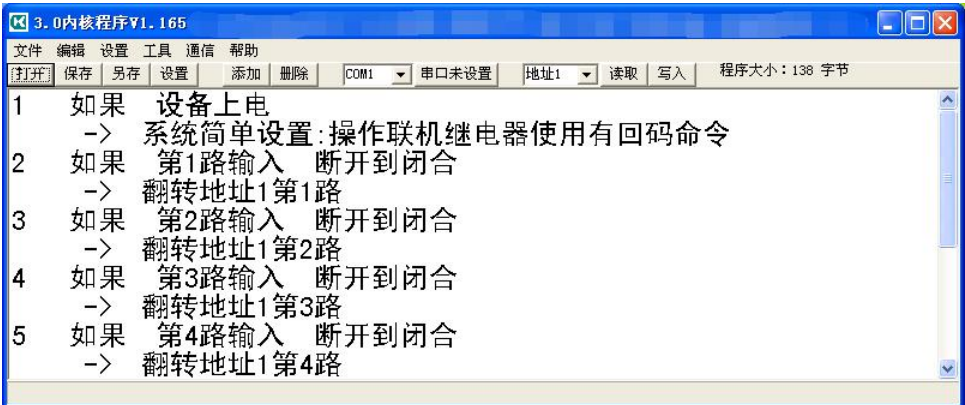 3.0内核程序V1.165
文件 编辑 设置 工具 通信 帮助
打开 保存 另存 设置 添加 删除 COM1 串口未设置 地址1 读取 写入 程序大小：138 字节
1 如果 设备上电
-> 系统简单设置:操作联机继电器使用有回码命令
2 如果 第1路输入 断开到闭合
-> 翻转地址1第1路
3 如果 第2路输入 断开到闭合
-> 翻转地址1第2路
4 如果 第3路输入 断开到闭合
-> 翻转地址1第3路
5 如果 第4路输入 断开到闭合
-> 翻转地址1第4路